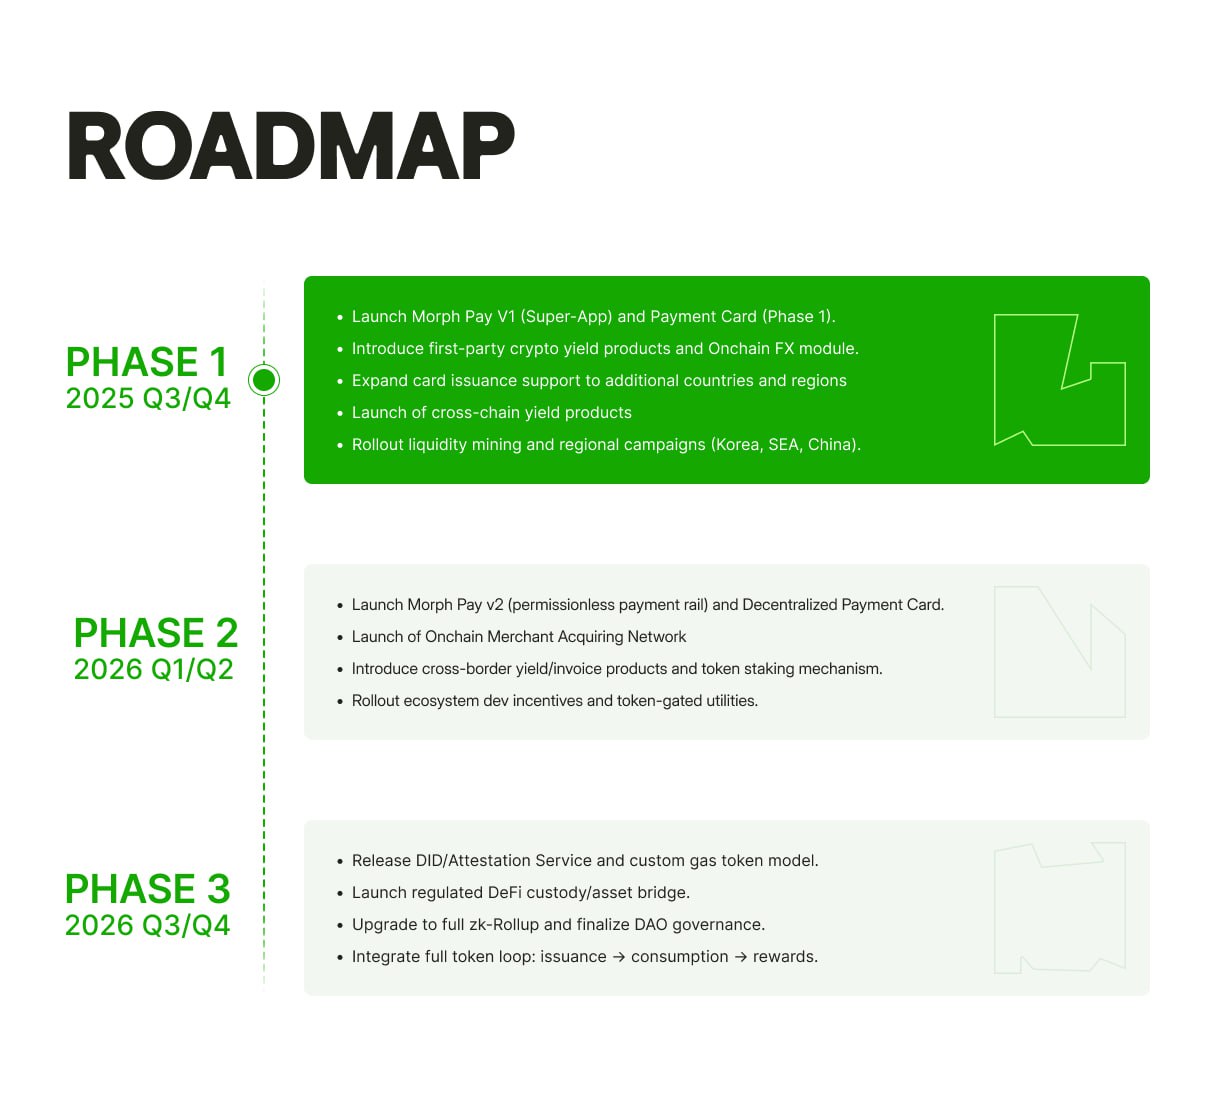 ROADMAP
PHASE 1
2025 Q3/Q4
• Launch Morph Pay V1 (Super-App) and Payment Card (Phase 1).
• Introduce first-party crypto yield products and Onchain FX module.
• Expand card issuance support to additional countries and regions
• Launch of cross-chain yield products
• Rollout liquidity mining and regional campaigns (Korea, SEA, China).
PHASE 2
2026 Q1/Q2
• Launch Morph Pay v2 (permissionless payment rail) and Decentralized Payment Card.
• Launch of Onchain Merchant Acquiring Network
• Introduce cross-border yield/invoice products and token staking mechanism.
• Rollout ecosystem dev incentives and token-gated utilities.
PHASE 3
2026 Q3/Q4
• Release DID/Attestation Service and custom gas token model.
• Launch regulated DeFi custody/asset bridge.
• Upgrade to full zk-Rollup and finalize DAO governance.
• Integrate full token loop: issuance → consumption → rewards.